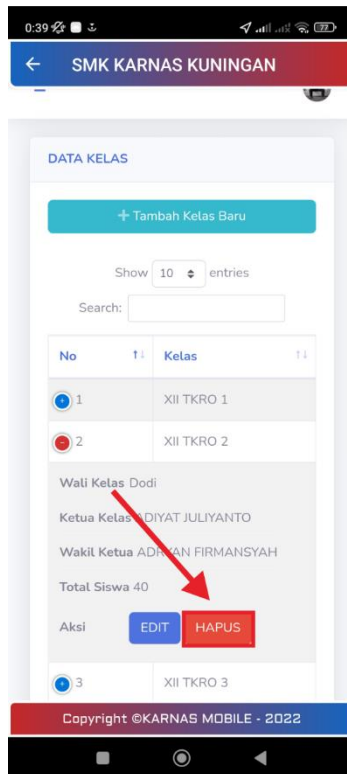 0:39
77
SMK KARNAS KUNINGAN
DATA KELAS
+ Tambah Kelas Baru
Show 10 entries
Search:
No Kelas
1 XII TKRO 1
2 XII TKRO 2
Wali Kelas Dodi
Ketua Kelas ADIYAT JULIYANTO
Wakil Ketua ADRYAN FIRMANSYAH
Total Siswa 40
Aksi EDIT HAPUS
3 XII TKRO 3
Copyright ©KARNAS MOBILE - 2022